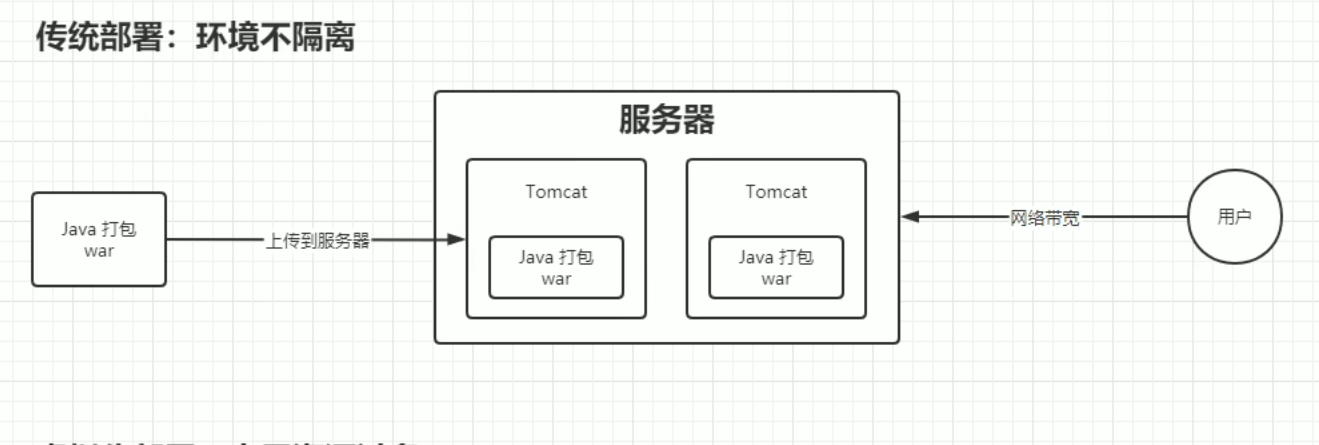 传统部署：环境不隔离
服务器
Tomcat
Tomcat
Java 打包
war
上传到服务器
Java 打包
war
Java 打包
war
网络带宽
用户